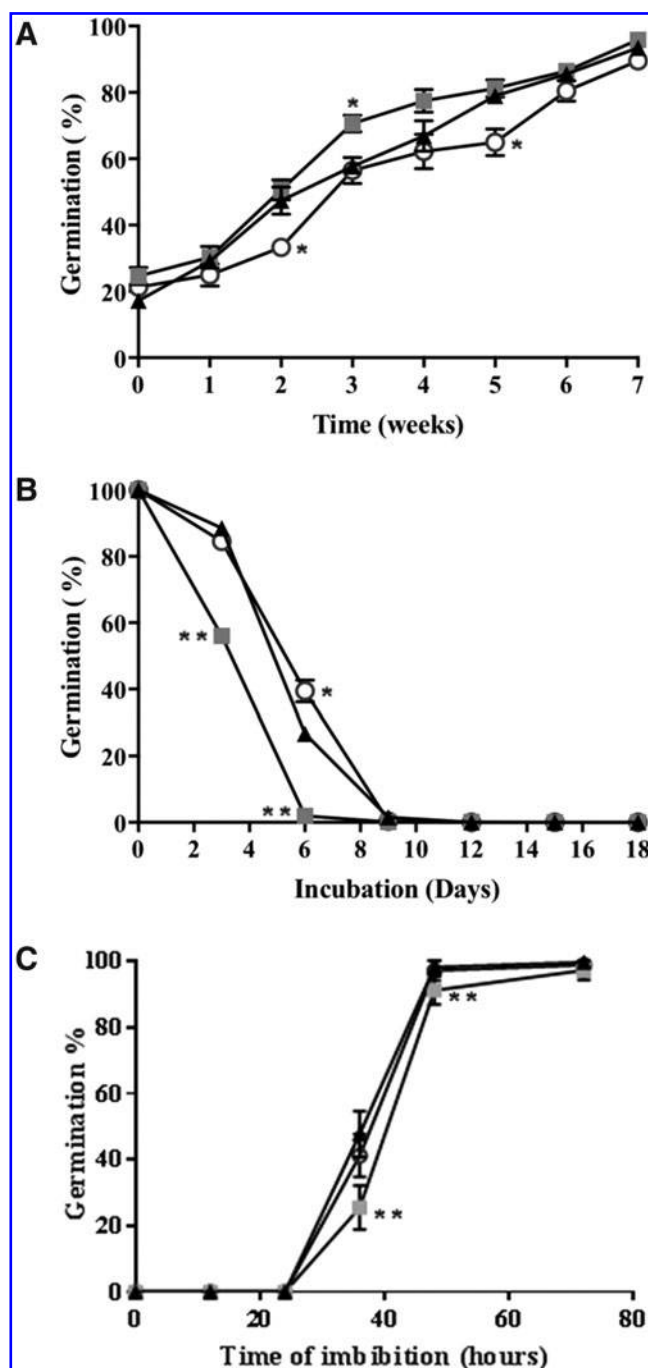 A
Germination ( %)
100
80
60
40
20
0
*
*
*
0 1 2 3 4 5 6 7
Time (weeks)
B
Germination ( %)
100
80
60
40
20
0
**
*
**
0 2 4 6 8 10 12 14 16 18
Incubation (Days)
C
Germination %
100
80
60
40
20
0
**
**
0 20 40 60 80
Time of imbibition (hours)